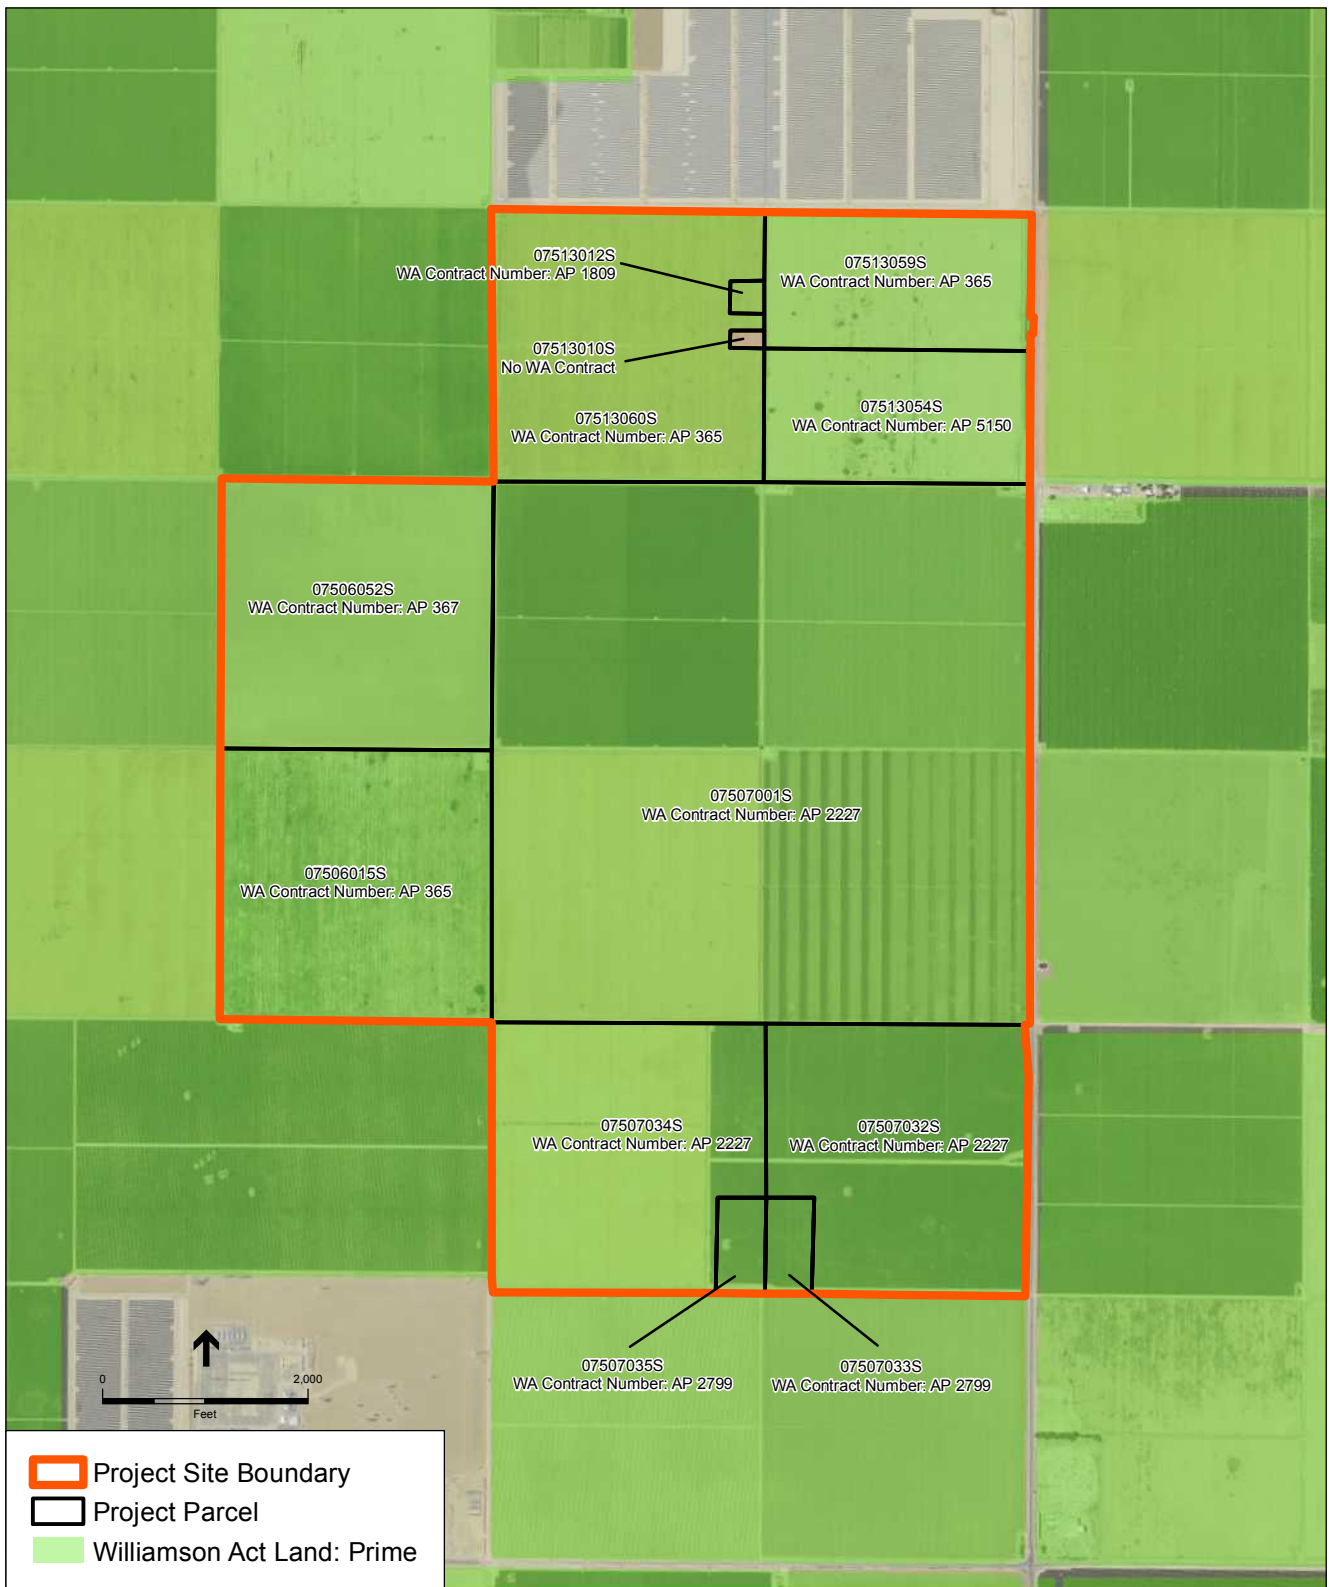 07513012S
WA Contract Number: AP 1809
07513059S
WA Contract Number: AP 365
07513010S
No WA Contract
07513060S
WA Contract Number: AP 365
07513054S
WA Contract Number: AP 5150
07506052S
WA Contract Number: AP 367
07507001S
WA Contract Number: AP 2227
07506015S
WA Contract Number: AP 365
07507034S
WA Contract Number: AP 2227
07507032S
WA Contract Number: AP 2227
07507035S
WA Contract Number: AP 2799
07507033S
WA Contract Number: AP 2799
0 2,000
Feet
Project Site Boundary
Project Parcel
Williamson Act Land: Prime